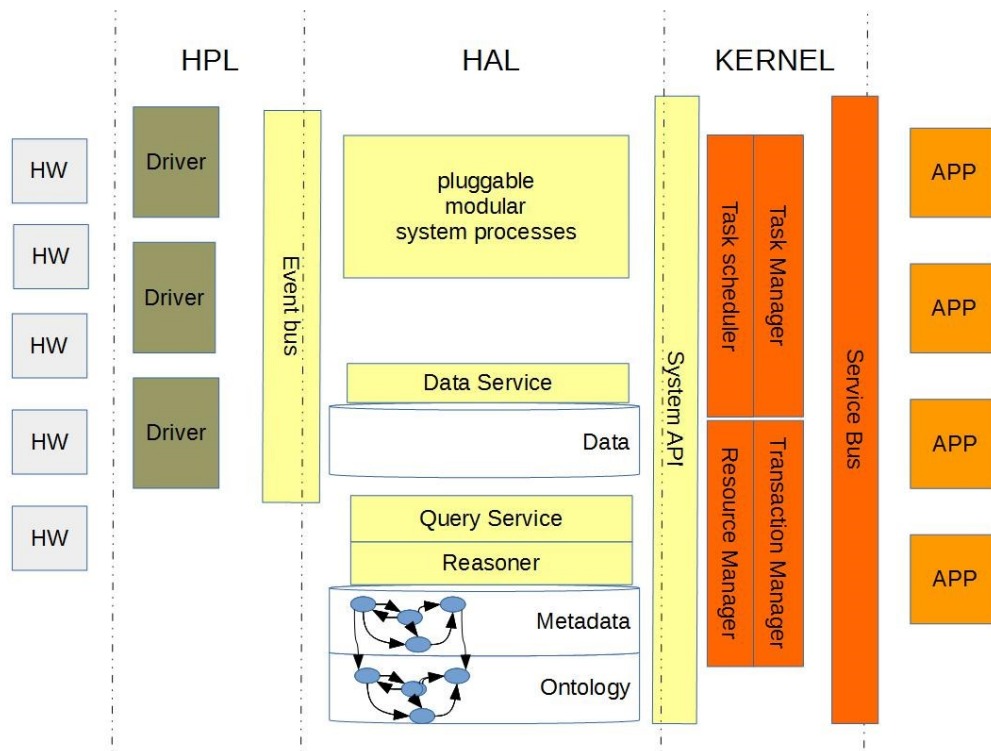 HPL
HAL
KERNEL
HW
HW
HW
HW
HW
Driver
Driver
Driver
Event bus
pluggable
modular
system processes
Data Service
Data
Query Service
Reasoner
Metadata
Ontology
System API
Task scheduler
Task Manager
Resource Manager
Transaction Manager
Service Bus
APP
APP
APP
APP